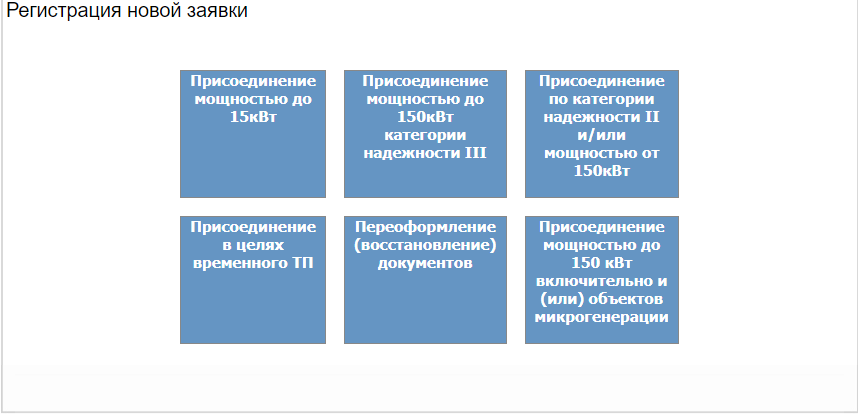 Регистрация новой заявки
Присоединение
мощностью до
15кВт
Присоединение
мощностью до
150кВт
категории
надежности III
Присоединение
по категории
надежности II
и/или
мощностью от
150кВт
Присоединение
в целях
временного ТП
Переоформление
(восстановление)
документов
Присоединение
мощностью до
150 кВт
включительно и
(или) объектов
микрогенерации